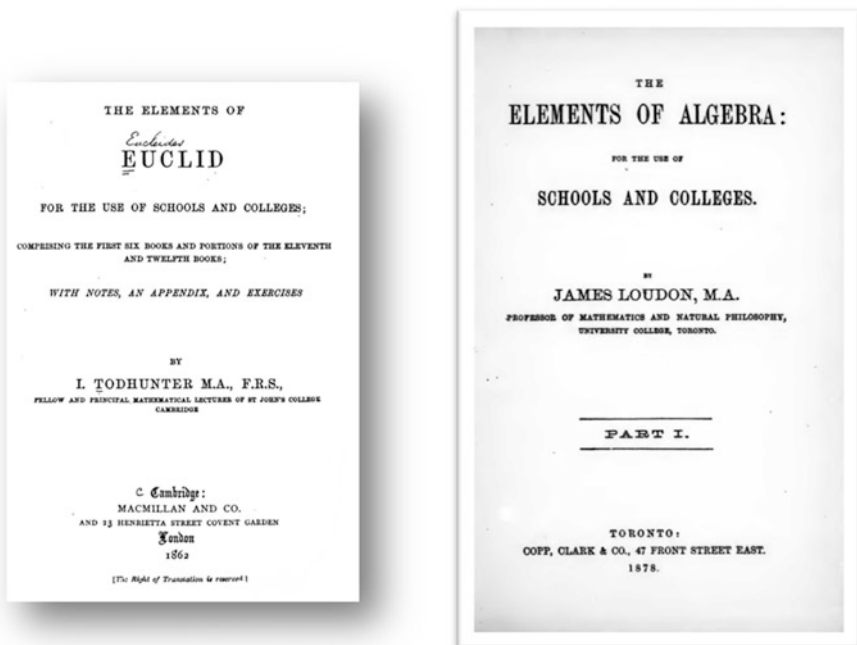 THE ELEMENTS OF
Eucleides
EUCLID
FOR THE USE OF SCHOOLS AND COLLEGES;
COMPRISING THE FIRST SIX BOOKS AND PORTIONS OF THE ELEVENTH
AND TWELFTH BOOKS;
WITH NOTES, AN APPENDIX, AND EXERCISES
BY
I. TODHUNTER M.A., F.R.S.,
FELLOW AND PRINCIPAL MATHEMATICAL LECTURER OF ST JOHN'S COLLEGE
CAMBRIDGE
C Cambridge:
MACMILLAN AND CO.
AND 23 HENRIETTA STREET COVENT GARDEN
London
1862
[The Right of Translation is reserved]
THE
ELEMENTS OF ALGEBRA:
FOR THE USE OF
SCHOOLS AND COLLEGES.
BY
JAMES LOUDON, M.A.
PROFESSOR OF MATHEMATICS AND NATURAL PHILOSOPHY,
UNIVERSITY COLLEGE, TORONTO.
PART I.
TORONTO:
COPP, CLARK & CO., 47 FRONT STREET EAST.
1878.